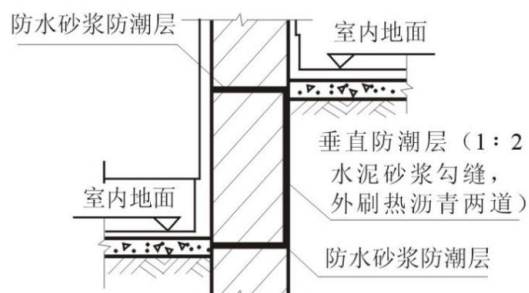 防水砂浆防潮层
室内地面
垂直防潮层（1：2
水泥砂浆勾缝，
外刷热沥青两道）
室内地面
防水砂浆防潮层